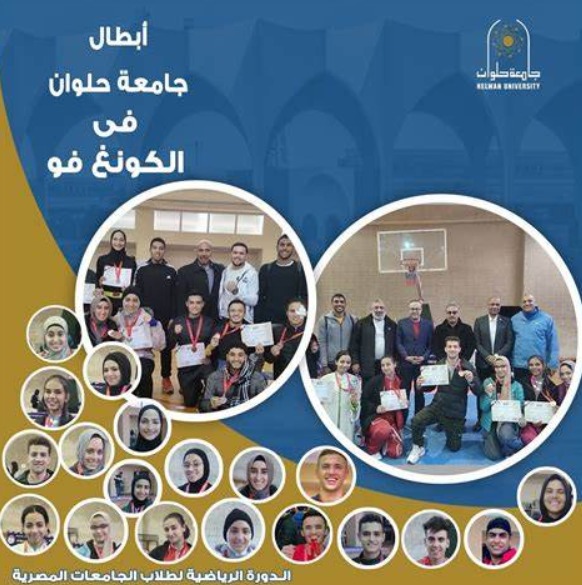 أبطال
جامعة حلوان
فى
الكونغ فو
جامعة حلوان
HELWAN UNIVERSITY
الدورة الرياضية لطلاب الجامعات المصرية